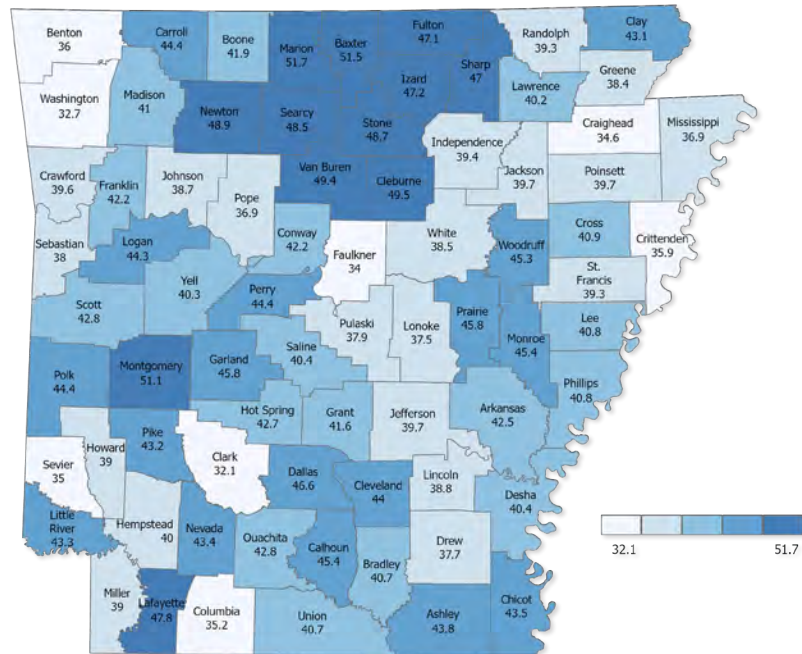 Benton
36
Carroll
44.4
Boone
41.9
Marion
51.7
Baxter
51.5
Fulton
47.1
Randolph
39.3
Clay
43.1
Washington
32.7
Madison
41
Newton
48.9
Searcy
48.5
Stone
48.7
Izard
47.2
Sharp
47
Lawrence
40.2
Greene
38.4
Craighead
34.6
Mississippi
36.9
Crawford
39.6
Franklin
42.2
Johnson
38.7
Pope
36.9
Van Buren
49.4
Cleburne
49.5
Independence
39.4
Jackson
39.7
Poinsett
39.7
Sebastian
38
Logan
44.3
Conway
42.2
Faulkner
34
White
38.5
Woodruff
45.3
Cross
40.9
Crittenden
35.9
St.
Francis
39.3
Scott
42.8
Yell
40.3
Perry
44.4
Pulaski
37.9
Lonoke
37.5
Prairie
45.8
Monroe
45.4
Lee
40.8
Phillips
40.8
Polk
44.4
Montgomery
51.1
Garland
45.8
Saline
40.4
Hot Spring
42.7
Grant
41.6
Jefferson
39.7
Arkansas
42.5
Sevier
35
Howard
39
Pike
43.2
Clark
32.1
Dallas
46.6
Cleveland
44
Lincoln
38.8
Desha
40.4
Little
River
43.3
Hempstead
40
Nevada
43.4
Ouachita
42.8
Calhoun
45.4
Bradley
40.7
Drew
37.7
Miller
39
Lafayette
47.8
Columbia
35.2
Union
40.7
Ashley
43.8
Chicot
43.5
32.1
51.7